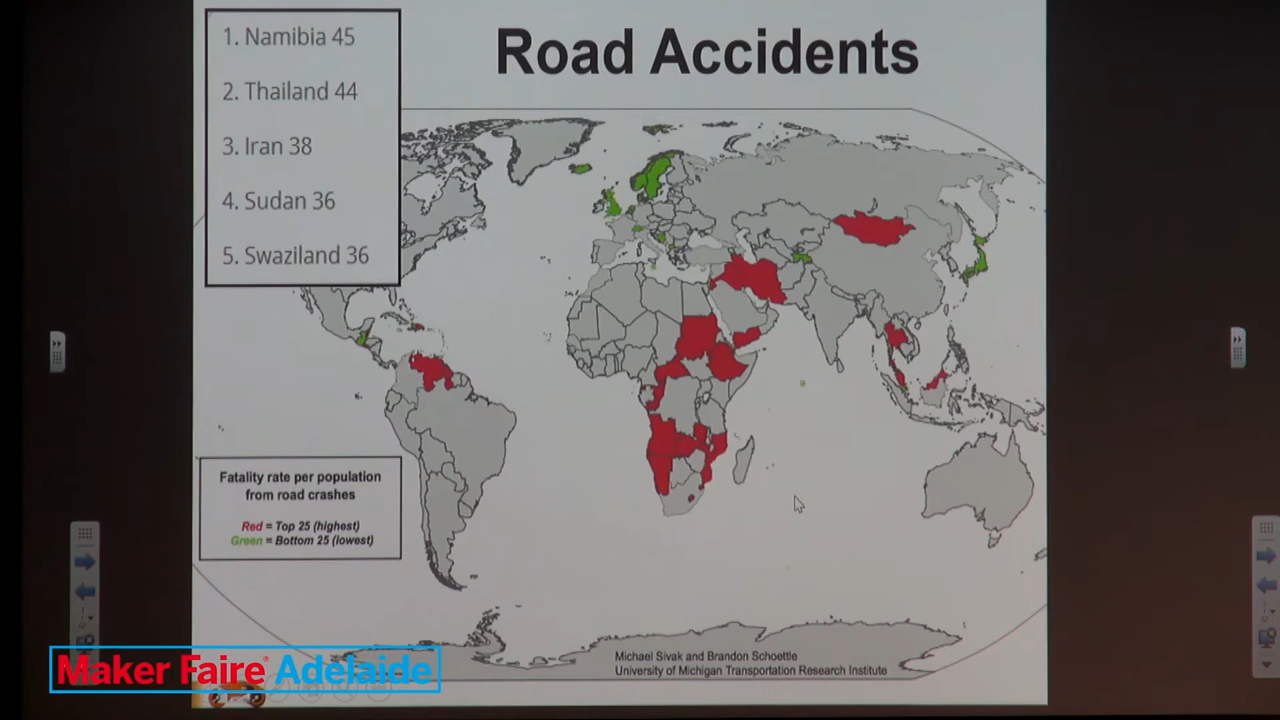 1. Namibia 45
2. Thailand 44
3. Iran 38
4. Sudan 36
5. Swaziland 36
Road Accidents
Fatality rate per population
from road crashes
Red = Top 25 (highest)
Green = Bottom 25 (lowest)
Michael Sivak and Brandon Schoettle
University of Michigan Transportation Research Institute
Maker Faire® Adelaide